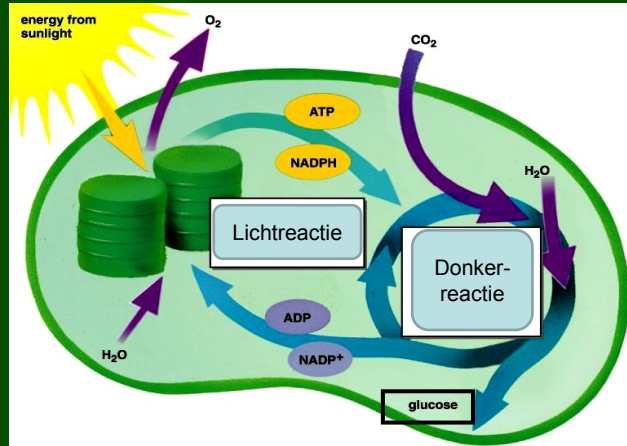 energy from
sunlight
O₂
CO₂
ATP
NADPH
H₂O
Lichtreactie
Donker-
reactie
ADP
NADP⁺
H₂O
glucose